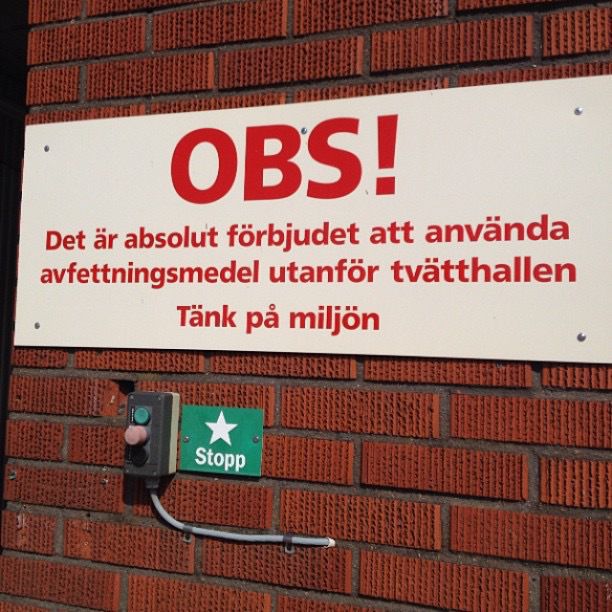 OBS!
Det är absolut förbjudet att använda
avfettningsmedel utanför tvätthallen
Tänk på miljön
Stopp